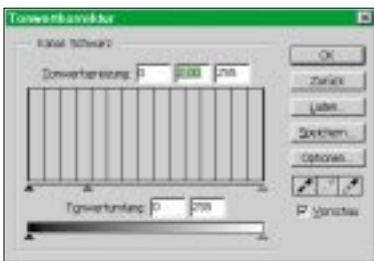 Tonwertkorrektur
Kanal: Schwarz
OK
Tonwertspreizung: 0 2,00 255
Zurück
Laden...
Speichern...
Optionen...
Tonwertumfang: 0 255
Vorschau